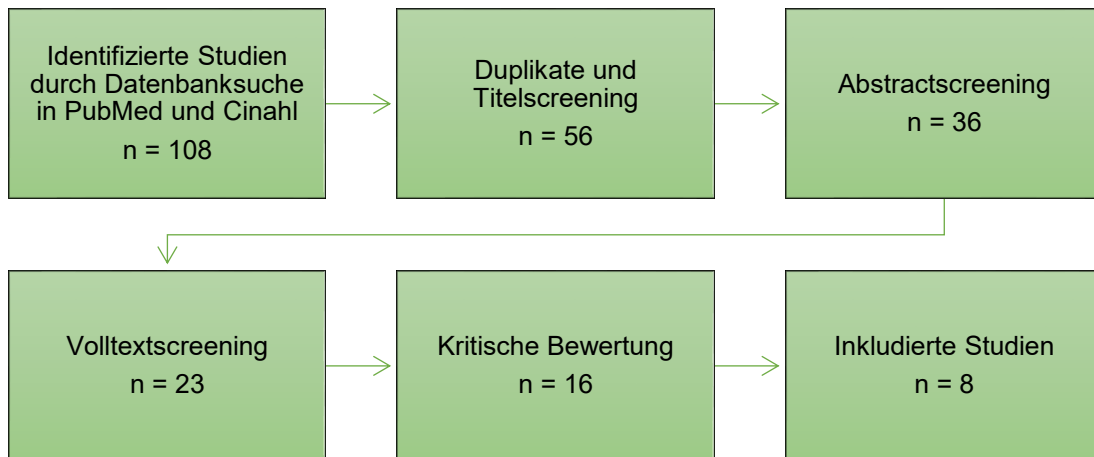 Identifizierte Studien
durch Datenbanksuche
in PubMed und Cinahl
n = 108
Duplikate und
Titelscreening
n = 56
Abstractscreening
n = 36
Volltextscreening
n = 23
Kritische Bewertung
n = 16
Inkludierte Studien
n = 8